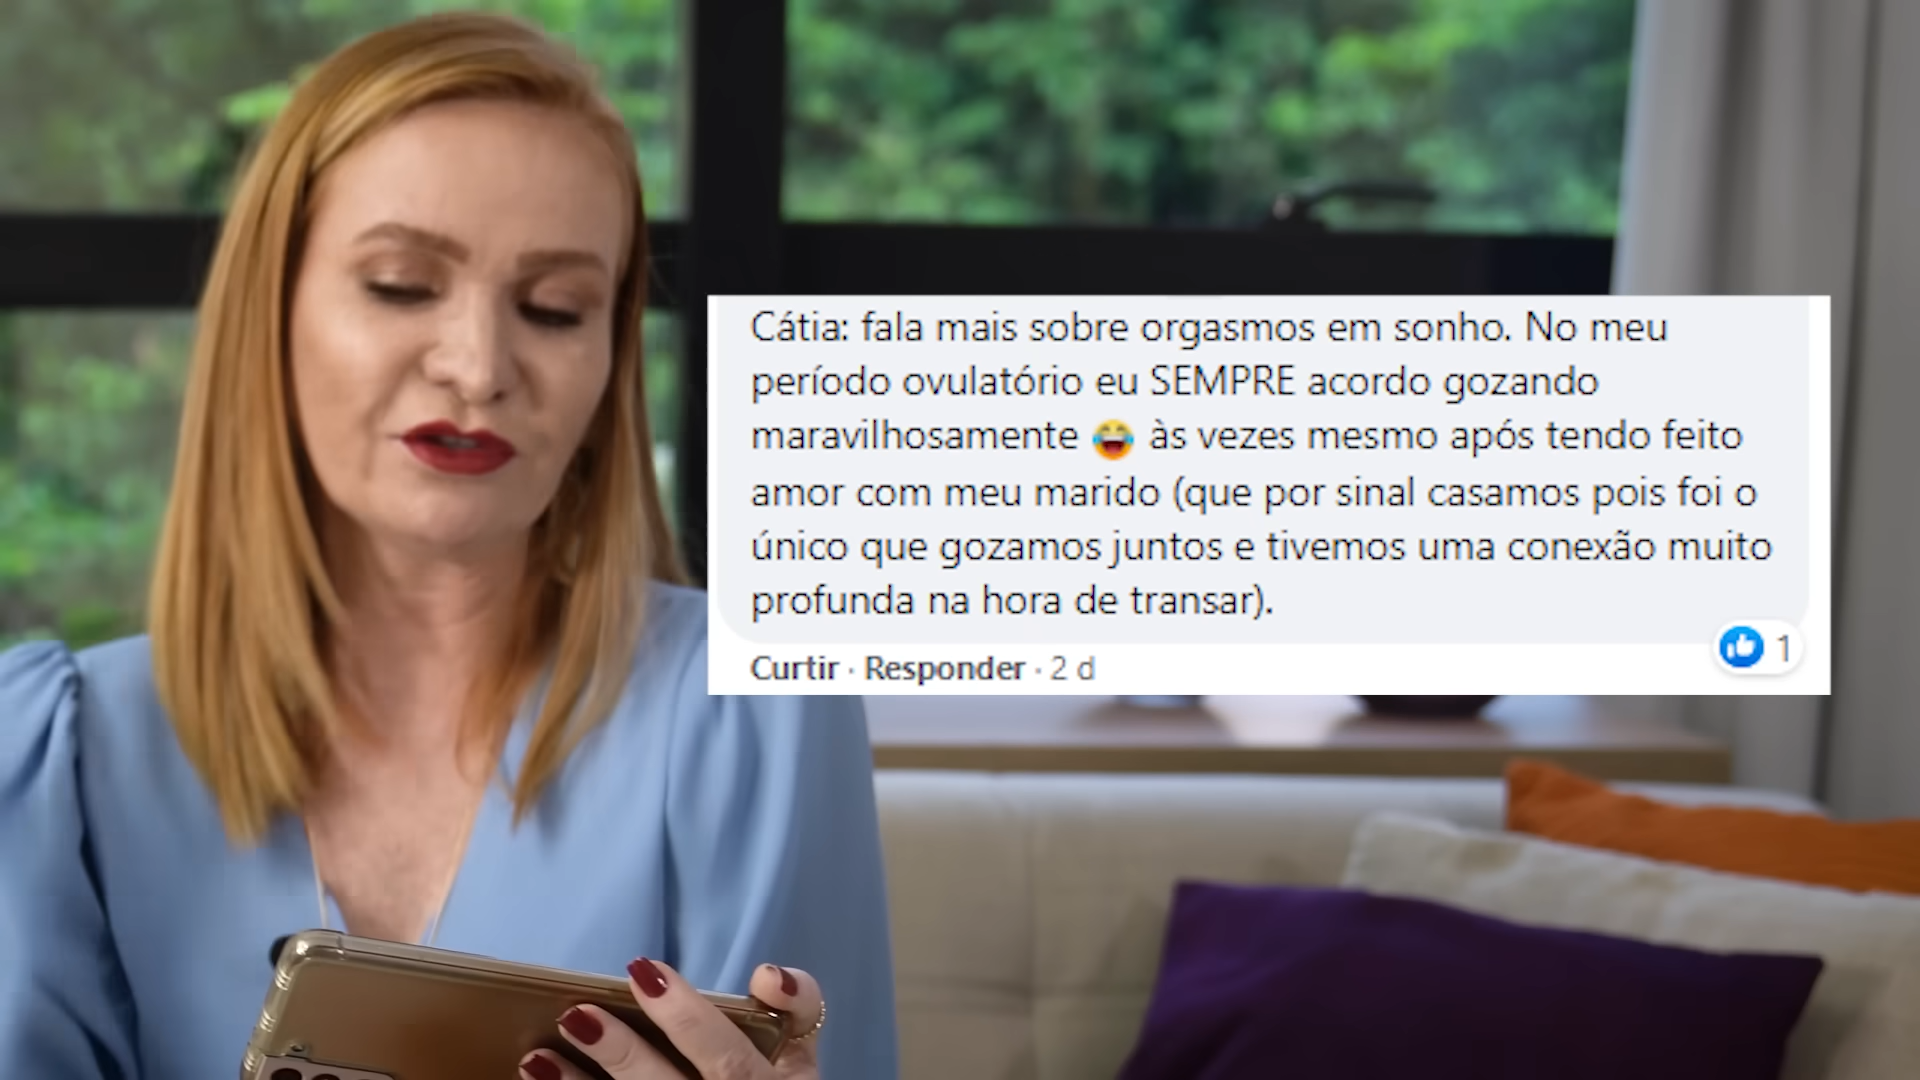 Cátia: fala mais sobre orgasmos em sonho. No meu
período ovulatório eu SEMPRE acordo gozando
maravilhosamente 😂 às vezes mesmo após tendo feito
amor com meu marido (que por sinal casamos pois foi o
único que gozamos juntos e tivemos uma conexão muito
profunda na hora de transar).
Curtir · Responder · 2 d
1